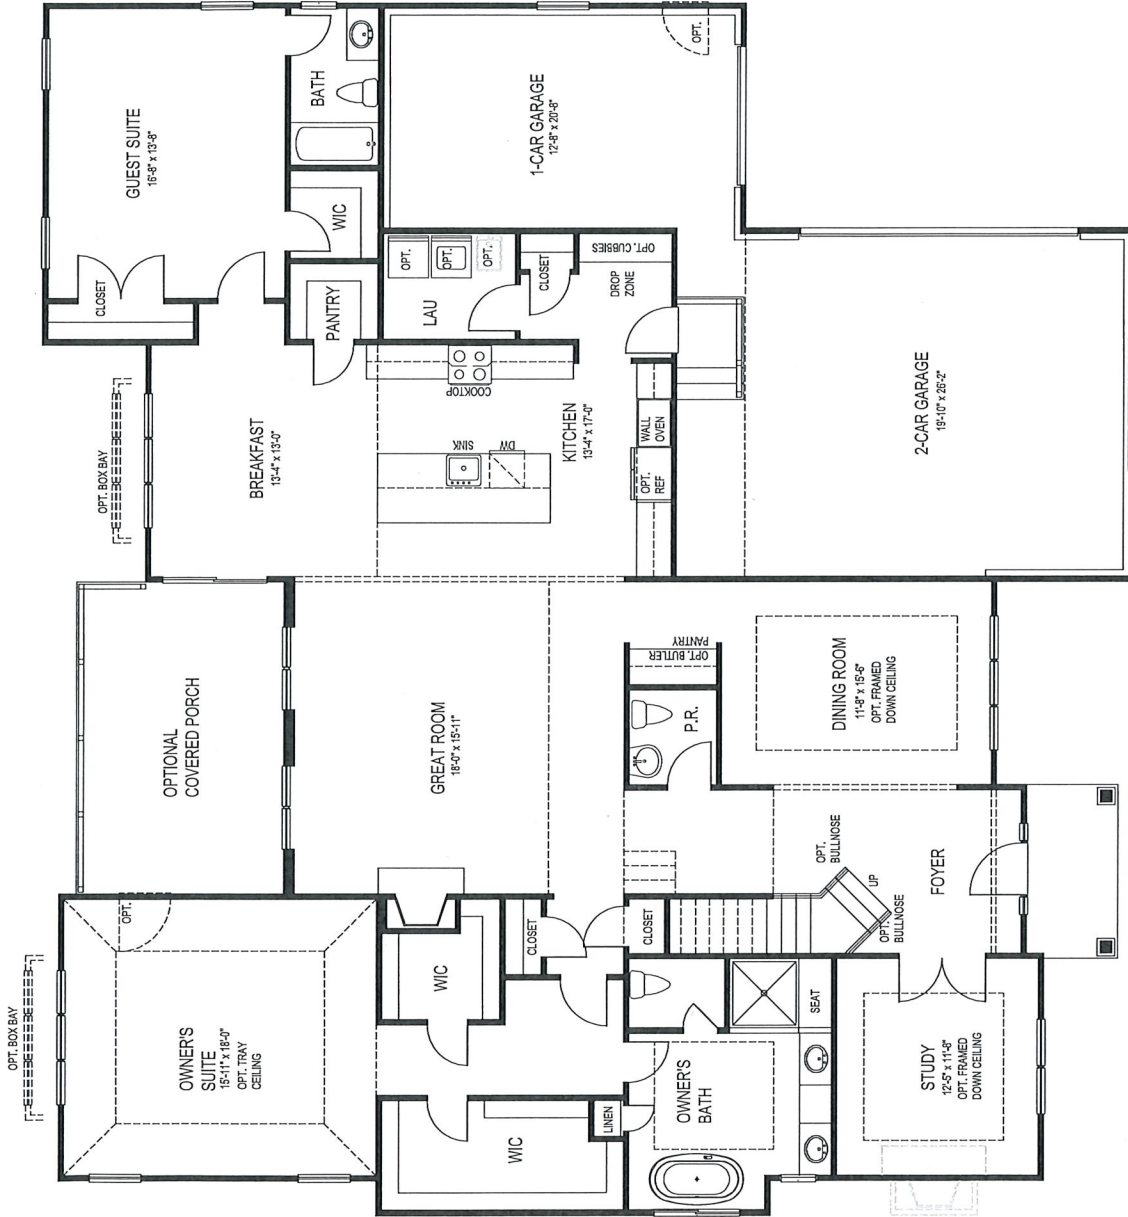 OPT. BOX BAY
OWNER'S
SUITE
15'-11" x 18'-0"
OPT. TRAY
CEILING
OPT.
OPTIONAL
COVERED PORCH
OPT. BOX BAY
BREAKFAST
13'-4" x 13'-0"
CLOSET
GUEST SUITE
16'-8" x 13'-8"
BATH
WIC
PANTRY
WIC
WIC
LINEN
CLOSET
CLOSET
GREAT ROOM
18'-0" x 15'-11"
KITCHEN
13'-4" x 17'-0"
SINK
DW
COOKTOP
WALL
OVEN
OPT.
REF
LAU
OPT.
OPT.
OPT.
CLOSET
DROP
ZONE
OPT. CUBBIES
1-CAR GARAGE
12'-8" x 20'-8"
OPT.
2-CAR GARAGE
19'-10" x 26'-2"
OPT. BUTLER
PANTRY
P.R.
DINING ROOM
11'-8" x 15'-6"
OPT. FRAMED
DOWN CEILING
OPT.
BULLNOSE
UP
OPT.
BULLNOSE
FOYER
OWNER'S
BATH
SEAT
STUDY
12'-5" x 11'-8"
OPT. FRAMED
DOWN CEILING